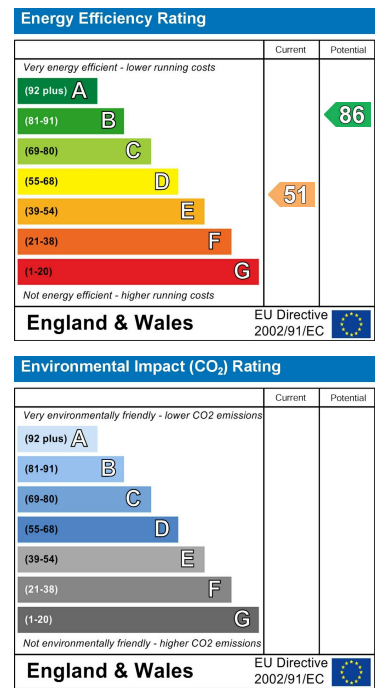 Energy Efficiency Rating
Current Potential
Very energy efficient - lower running costs
(92 plus) A
(81-91) B
86
(69-80) C
(55-68) D
(39-54) E
51
(21-38) F
(1-20) G
Not energy efficient - higher running costs
England & Wales
EU Directive
2002/91/EC
Environmental Impact (CO₂) Rating
Current Potential
Very environmentally friendly - lower CO2 emissions
(92 plus) A
(81-91) B
(69-80) C
(55-68) D
(39-54) E
(21-38) F
(1-20) G
Not environmentally friendly - higher CO2 emissions
England & Wales
EU Directive
2002/91/EC